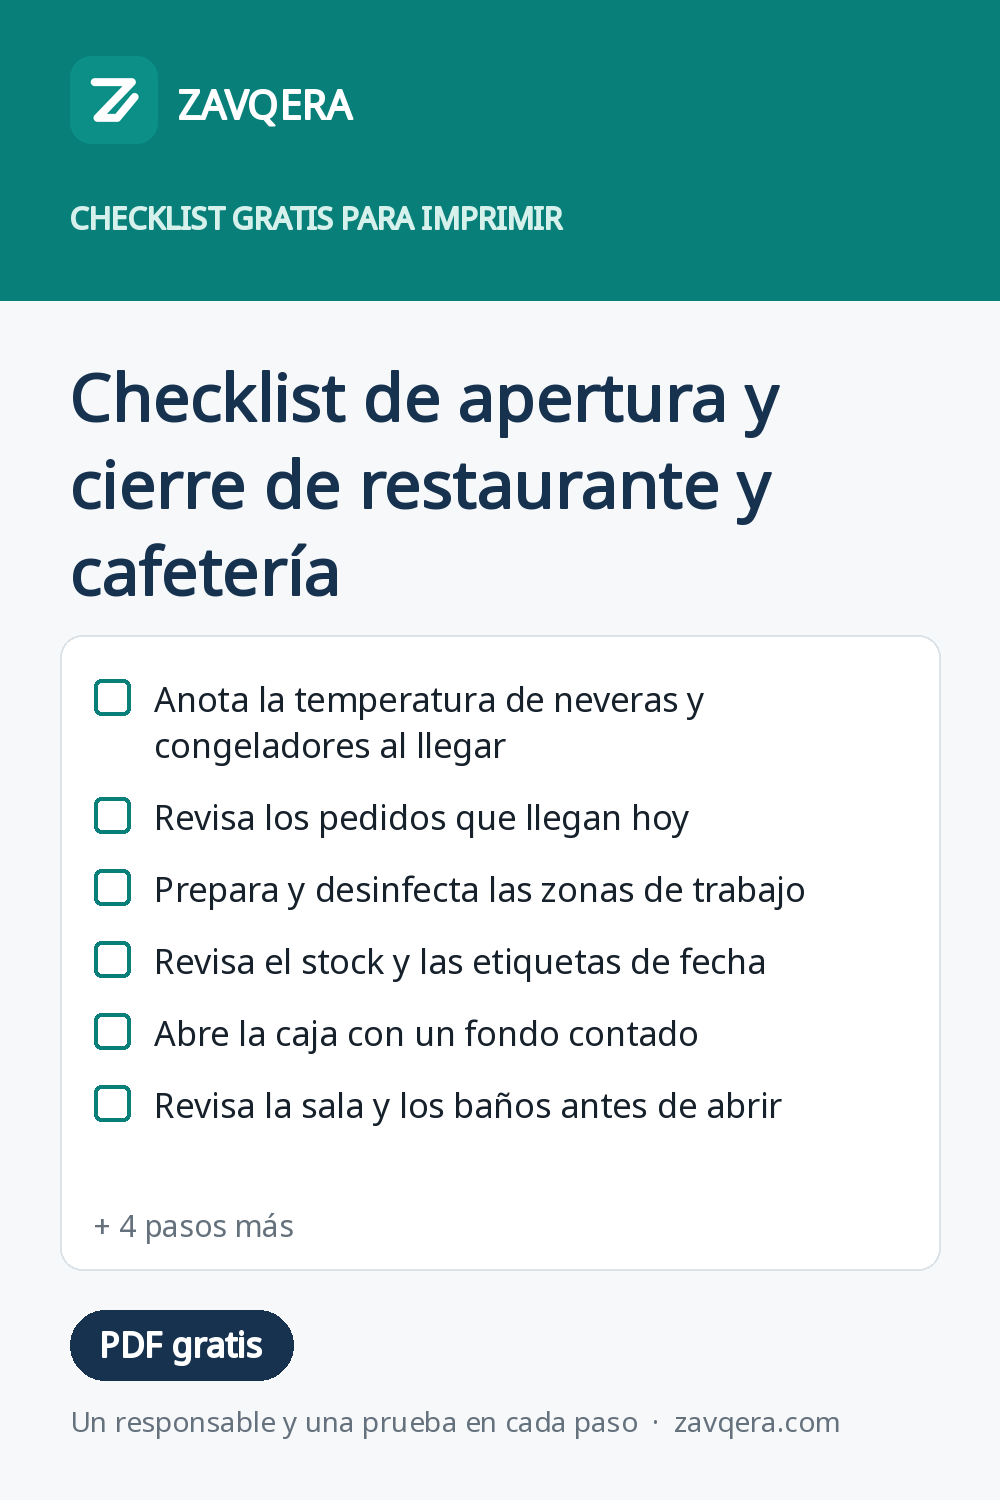 ZAVQERA
CHECKLIST GRATIS PARA IMPRIMIR
Checklist de apertura y
cierre de restaurante y
cafetería
Anota la temperatura de neveras y
congeladores al llegar
Revisa los pedidos que llegan hoy
Prepara y desinfecta las zonas de trabajo
Revisa el stock y las etiquetas de fecha
Abre la caja con un fondo contado
Revisa la sala y los baños antes de abrir
+ 4 pasos más
PDF gratis
Un responsable y una prueba en cada paso · zavqera.com